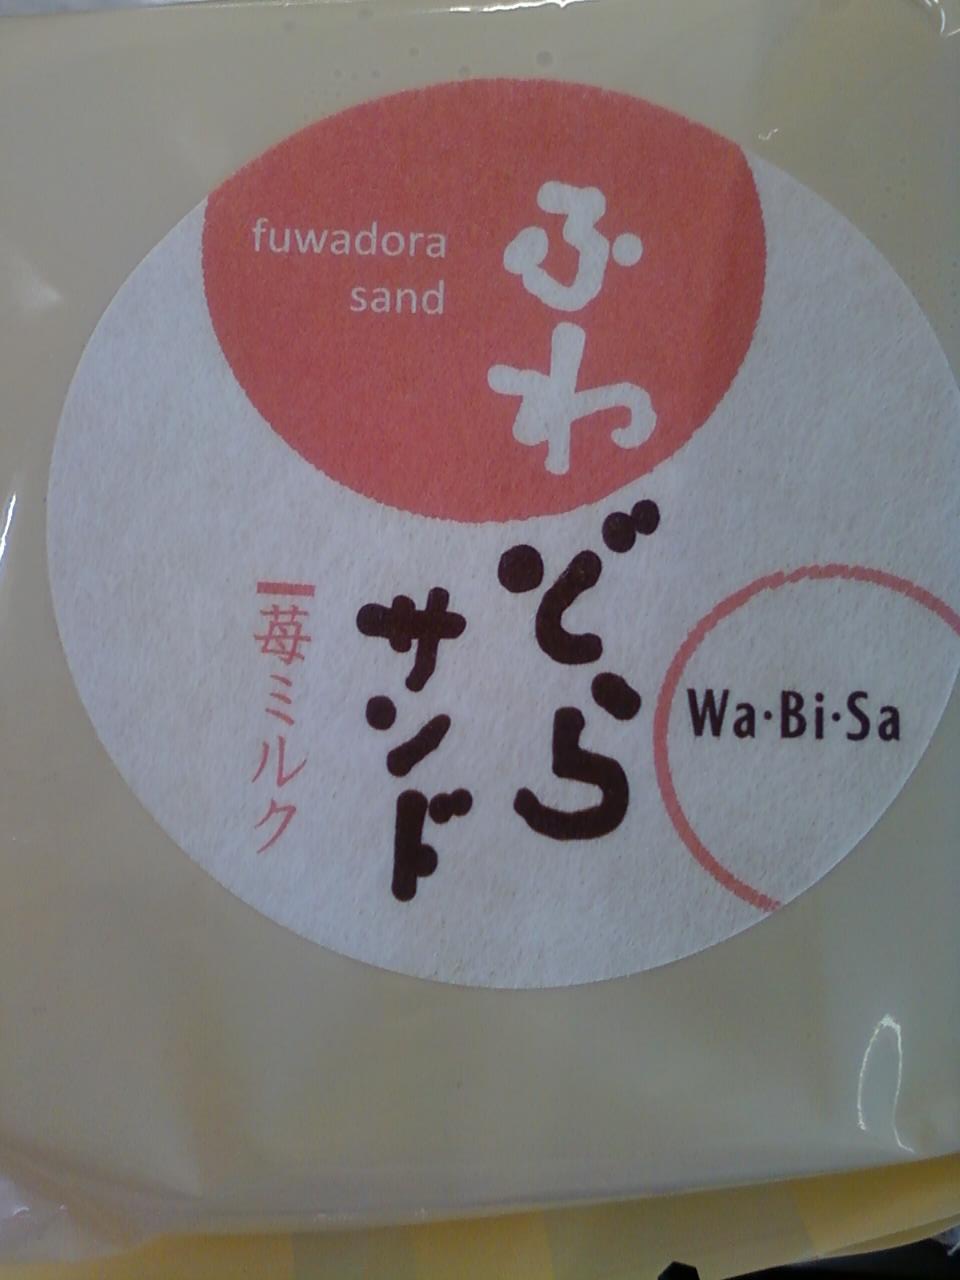 fuwadora
sand
ふわ
どら
サンド
苺ミルク
Wa·Bi·Sa